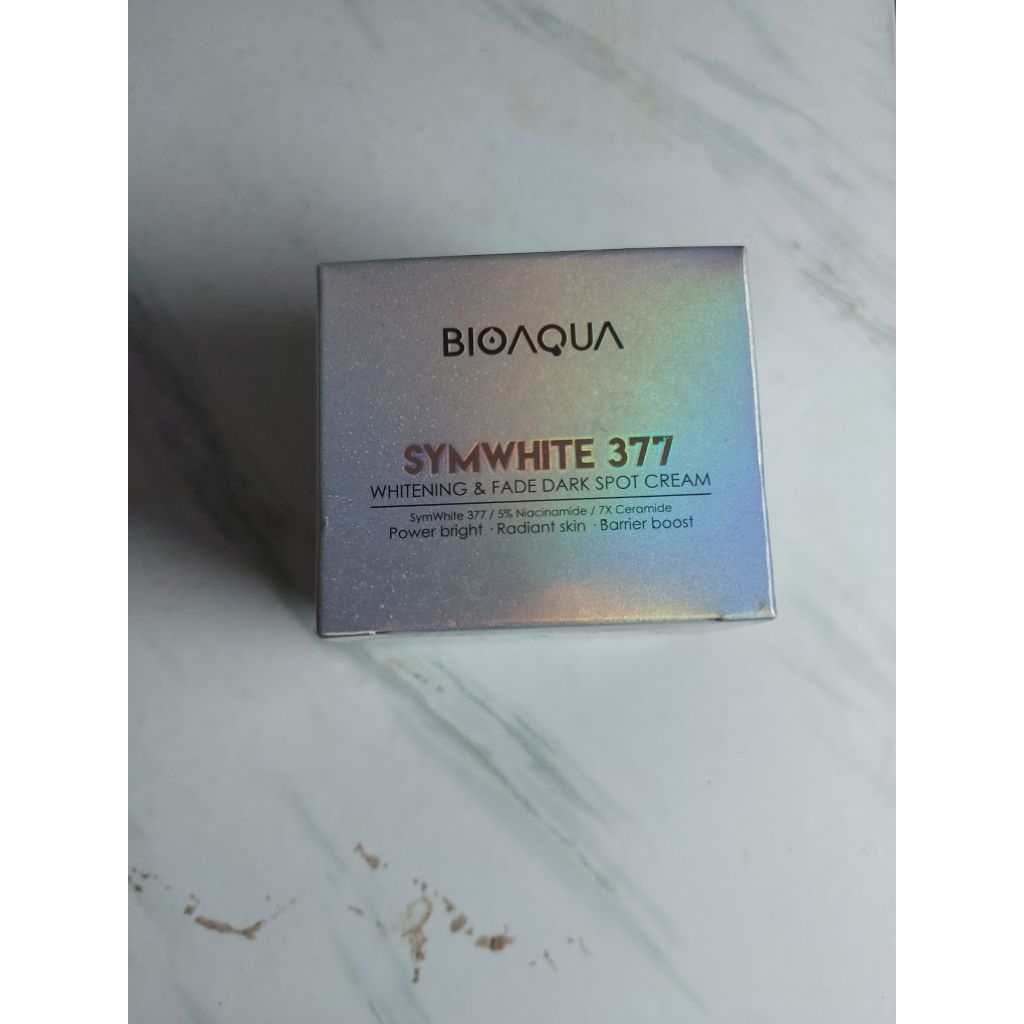 BIOAQUA
SYMWHITE 377
WHITENING & FADE DARK SPOT CREAM
SymWhite 377 / 5% Niacinamide / 7X Ceramide
Power bright · Radiant skin · Barrier boost